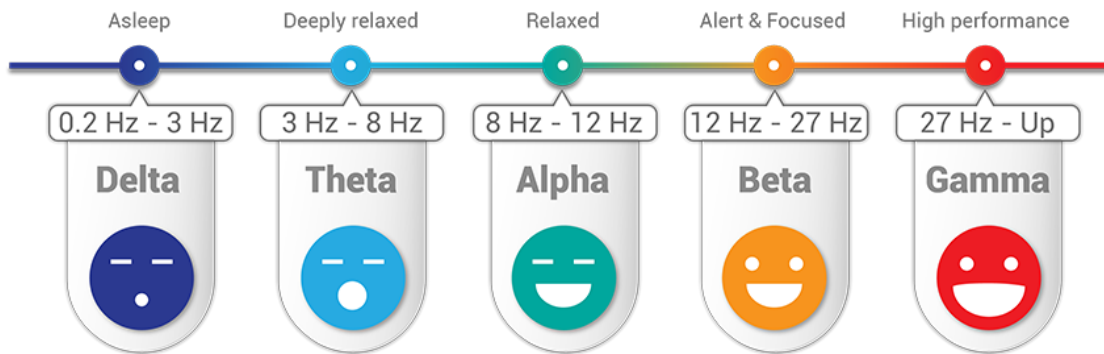 Asleep Deeply relaxed Relaxed Alert & Focused High performance
0.2 Hz - 3 Hz 3 Hz - 8 Hz 8 Hz - 12 Hz 12 Hz - 27 Hz 27 Hz - Up
Delta Theta Alpha Beta Gamma